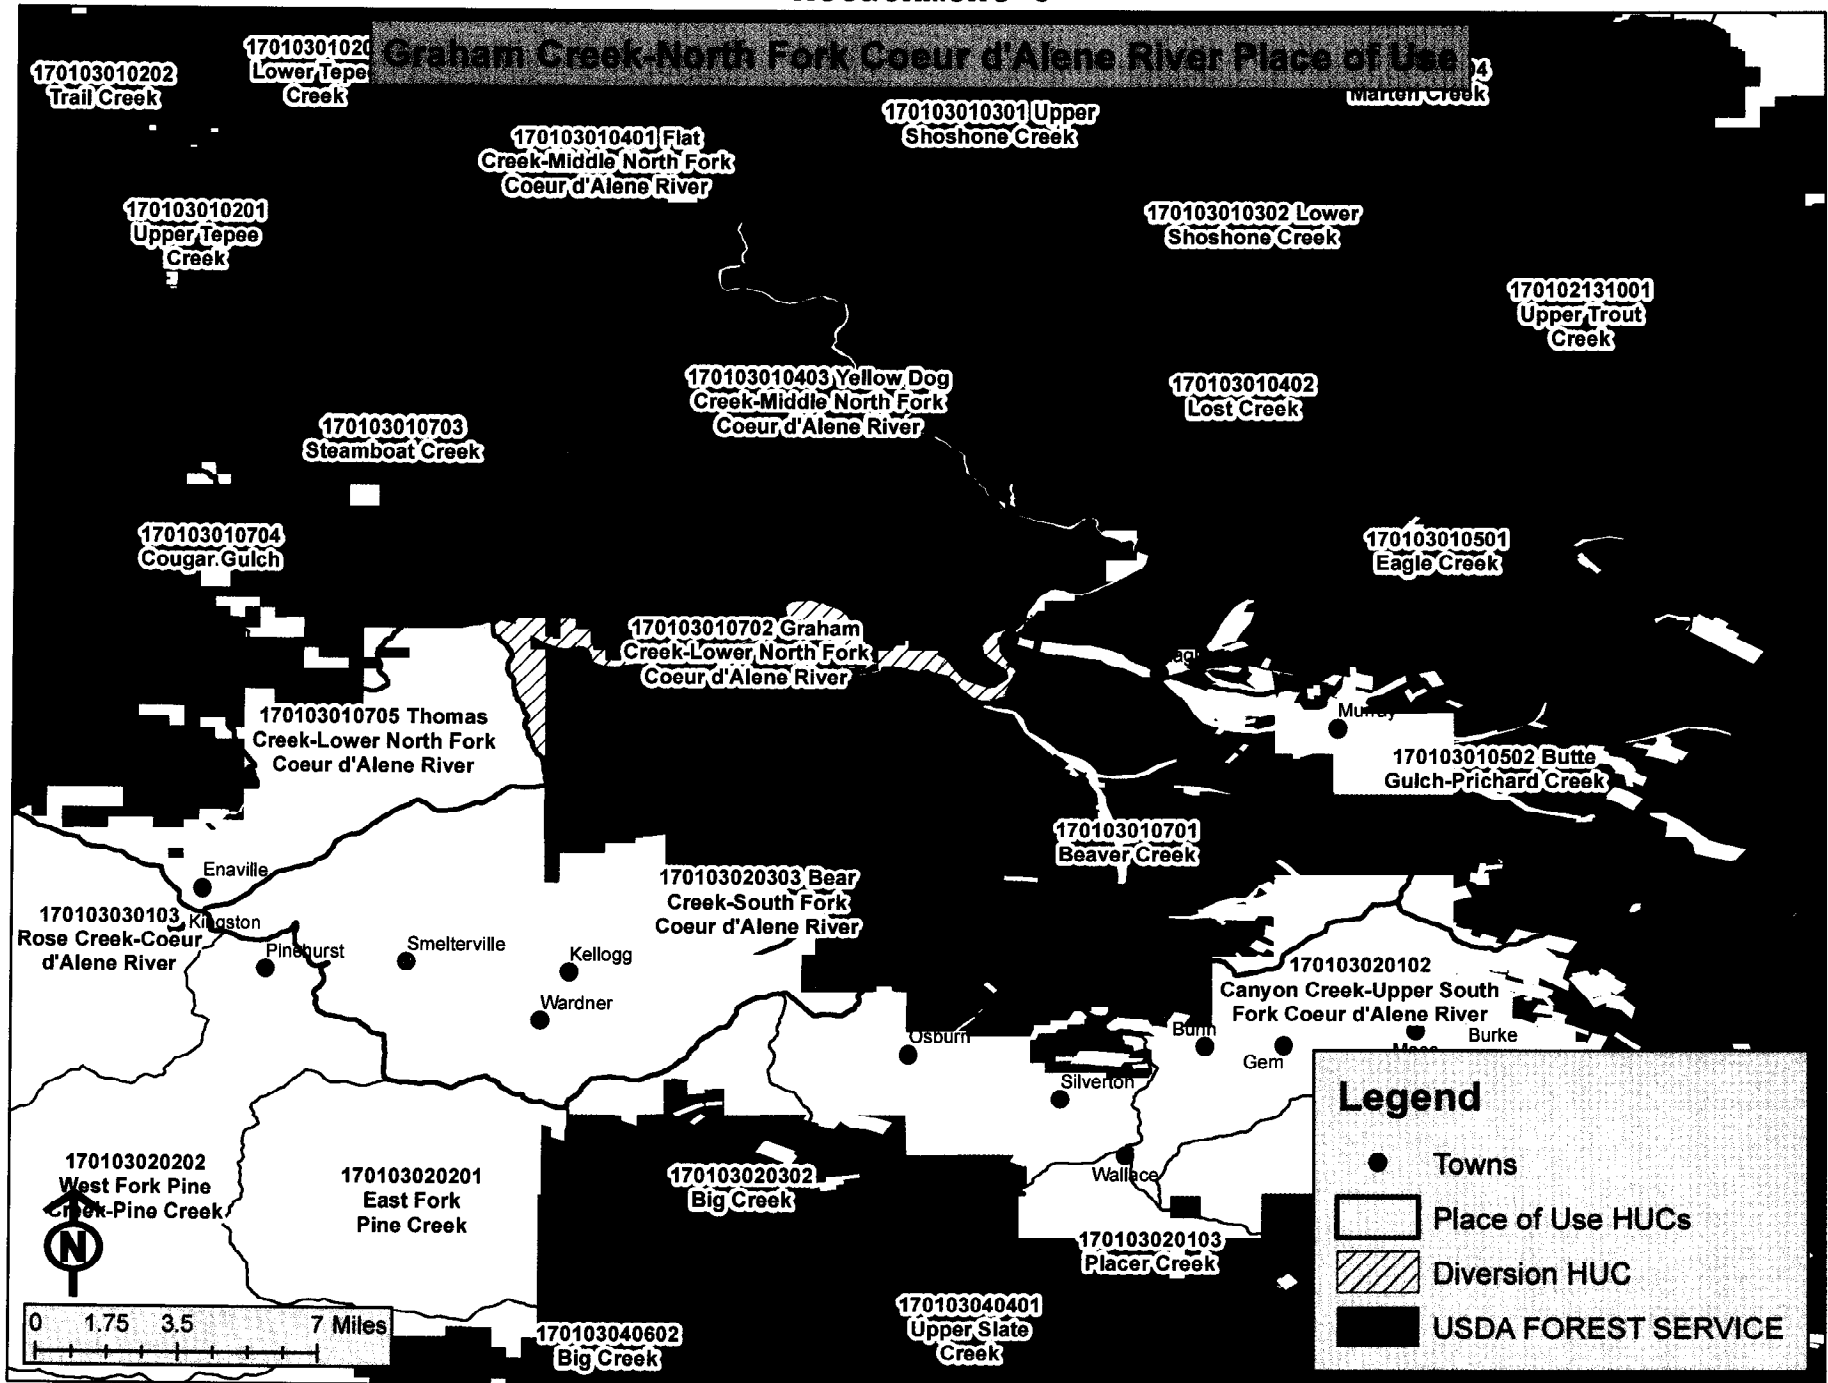 Graham Creek-North Fork Coeur d'Alene River Place of Use
170103010202
Trail Creek
17010301020
Lower Tepe
Creek
4
Marten Creek
170103010301 Upper
Shoshone Creek
170103010401 Flat
Creek-Middle North Fork
Coeur d'Alene River
170103010201
Upper Tepee
Creek
170103010302 Lower
Shoshone Creek
170102131001
Upper Trout
Creek
170103010403 Yellow Dog
Creek-Middle North Fork
Coeur d'Alene River
170103010402
Lost Creek
170103010703
Steamboat Creek
170103010704
Cougar Gulch
170103010501
Eagle Creek
170103010702 Graham
Creek-Lower North Fork
Coeur d'Alene River
170103010705 Thomas
Creek-Lower North Fork
Coeur d'Alene River
Murray
170103010502 Butte
Gulch-Prichard Creek
170103010701
Beaver Creek
Enaville
170103020303 Bear
Creek-South Fork
Coeur d'Alene River
170103030103
Rose Creek-Coeur
d'Alene River
Kingston
Pinehurst
Smelterville
Kellogg
Wardner
170103020102
Canyon Creek-Upper South
Fork Coeur d'Alene River
Osburn
Bunn
Gem
Burke
Silverton
Wallace
170103020202
West Fork Pine
Creek-Pine Creek
170103020201
East Fork
Pine Creek
170103020302
Big Creek
170103020103
Placer Creek
170103040401
Upper Slate
Creek
170103040602
Big Creek
N
0 1.75 3.5 7 Miles
Legend
Towns
Place of Use HUCs
Diversion HUC
USDA FOREST SERVICE